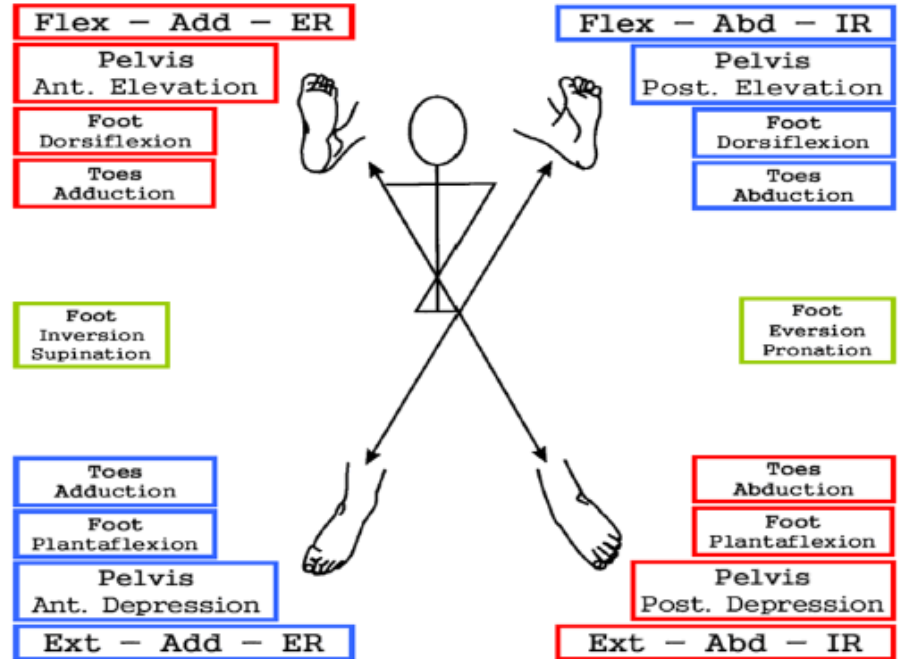 Flex – Add – ER
Pelvis
Ant. Elevation
Foot
Dorsiflexion
Toes
Adduction
Flex – Abd – IR
Pelvis
Post. Elevation
Foot
Dorsiflexion
Toes
Abduction
Foot
Inversion
Supination
Foot
Eversion
Pronation
Toes
Adduction
Foot
Plantaflexion
Pelvis
Ant. Depression
Ext – Add – ER
Toes
Abduction
Foot
Plantaflexion
Pelvis
Post. Depression
Ext – Abd – IR